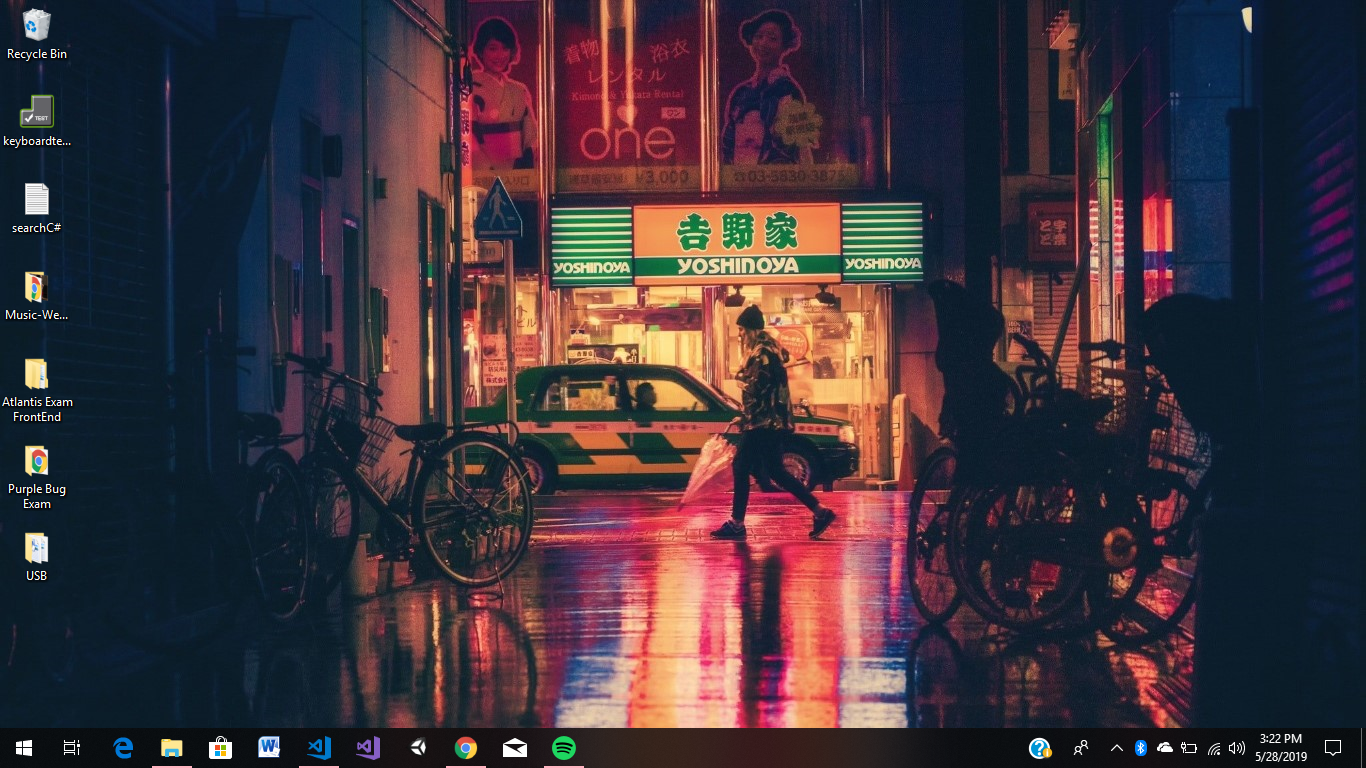 Recycle Bin
keyboardte...
searchC#
Music-We...
Atlantis Exam
FrontEnd
Purple Bug
Exam
USB
着物
浴衣
レンタル
Kimono & Yukata Rental
one
¥3,000
☎03-5830-3875
吉野家
YOSHINOYA
YOSHINOYA
YOSHINOYA
TEST
3:22 PM
5/28/2019